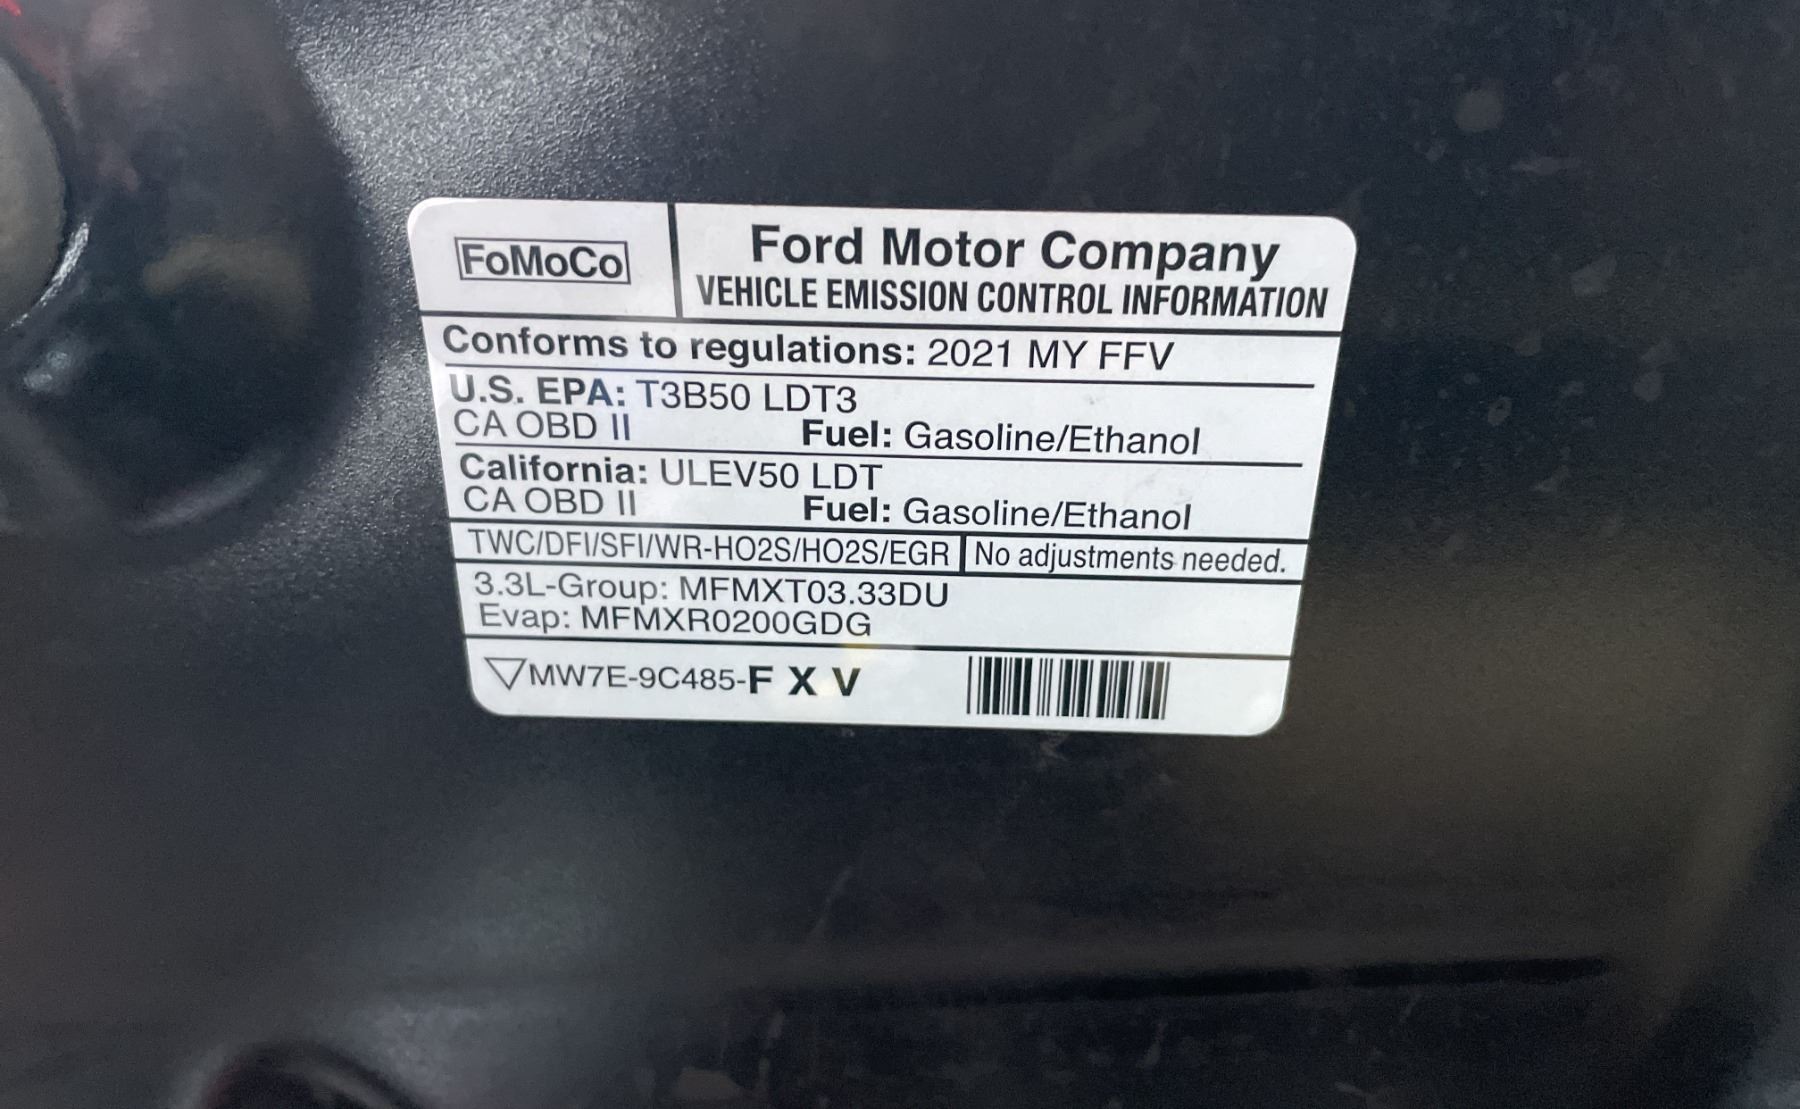 FoMoCo
Ford Motor Company
VEHICLE EMISSION CONTROL INFORMATION
Conforms to regulations: 2021 MY FFV
U.S. EPA: T3B50 LDT3
CA OBD II Fuel: Gasoline/Ethanol
California: ULEV50 LDT
CA OBD II Fuel: Gasoline/Ethanol
TWC/DFI/SFI/WR-HO2S/HO2S/EGR No adjustments needed.
3.3L-Group: MFMXT03.33DU
Evap: MFMXR0200GDG
MW7E-9C485-F X V